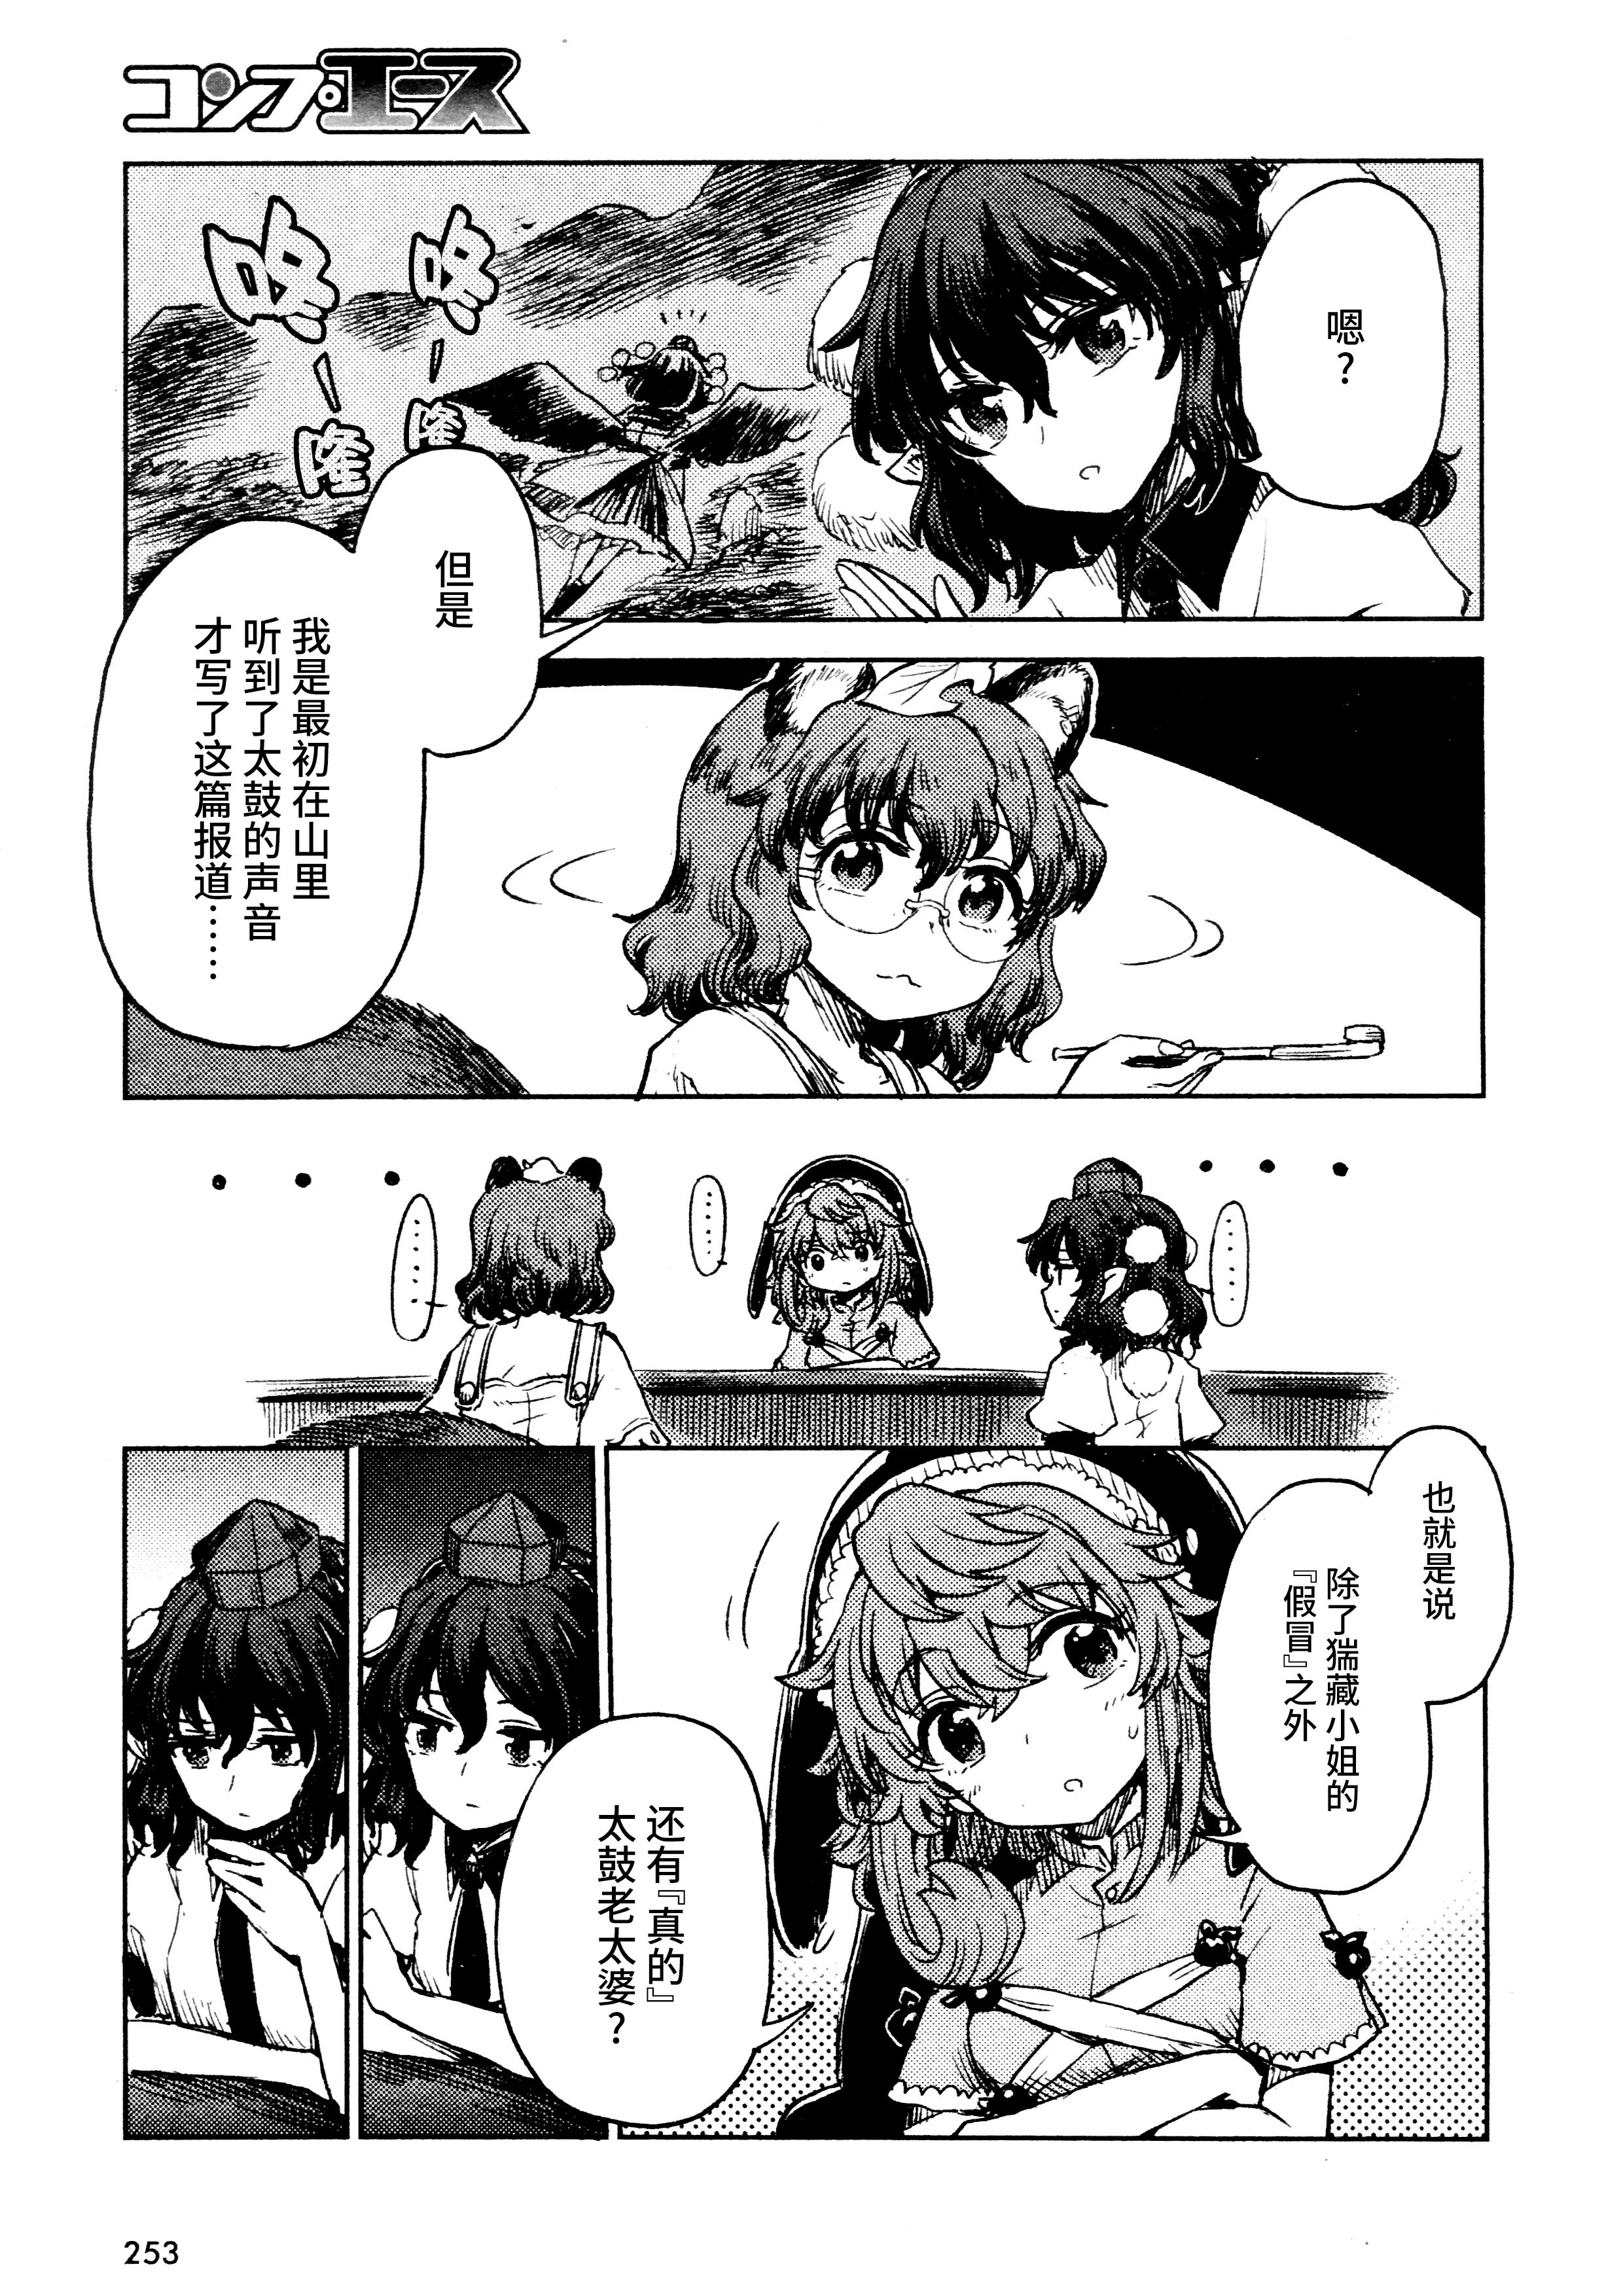 コンプエース
嗯?
咚—隆
咚—隆
但是
我是最初在山里
听到了太鼓的声音
才写了这篇报道……
……
……
……
也就是说
除了猯藏小姐的
『假冒』之外
还有『真的』
太鼓老太婆?
253